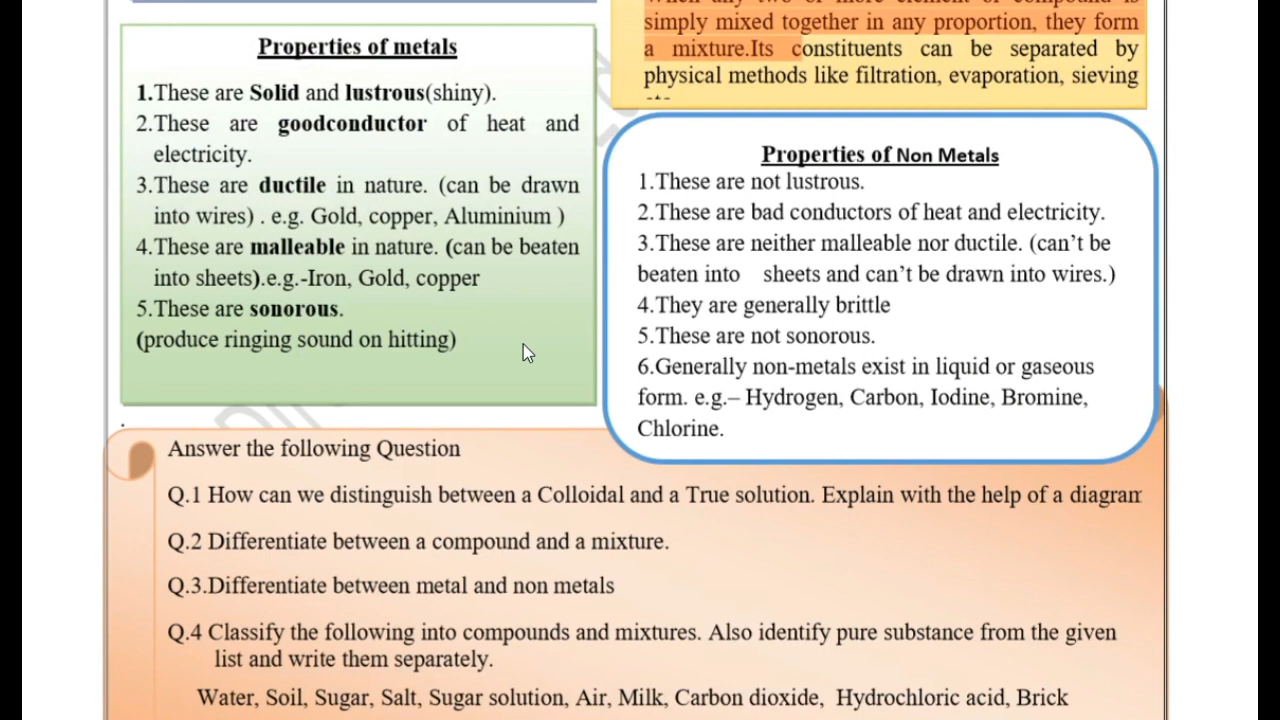 Properties of metals
1.These are Solid and lustrous(shiny).
2.These are goodconductor of heat and
electricity.
3.These are ductile in nature. (can be drawn
into wires) . e.g. Gold, copper, Aluminium )
4.These are malleable in nature. (can be beaten
into sheets).e.g.-Iron, Gold, copper
5.These are sonorous.
(produce ringing sound on hitting)
simply mixed together in any proportion, they form
a mixture.Its constituents can be separated by
physical methods like filtration, evaporation, sieving
Properties of Non Metals
1.These are not lustrous.
2.These are bad conductors of heat and electricity.
3.These are neither malleable nor ductile. (can’t be
beaten into sheets and can’t be drawn into wires.)
4.They are generally brittle
5.These are not sonorous.
6.Generally non-metals exist in liquid or gaseous
form. e.g.– Hydrogen, Carbon, Iodine, Bromine,
Chlorine.
Answer the following Question
Q.1 How can we distinguish between a Colloidal and a True solution. Explain with the help of a
Q.2 Differentiate between a compound and a mixture.
Q.3.Differentiate between metal and non metals
Q.4 Classify the following into compounds and mixtures. Also identify pure substance from the given
list and write them separately.
Water, Soil, Sugar, Salt, Sugar solution, Air, Milk, Carbon dioxide, Hydrochloric acid, Brick